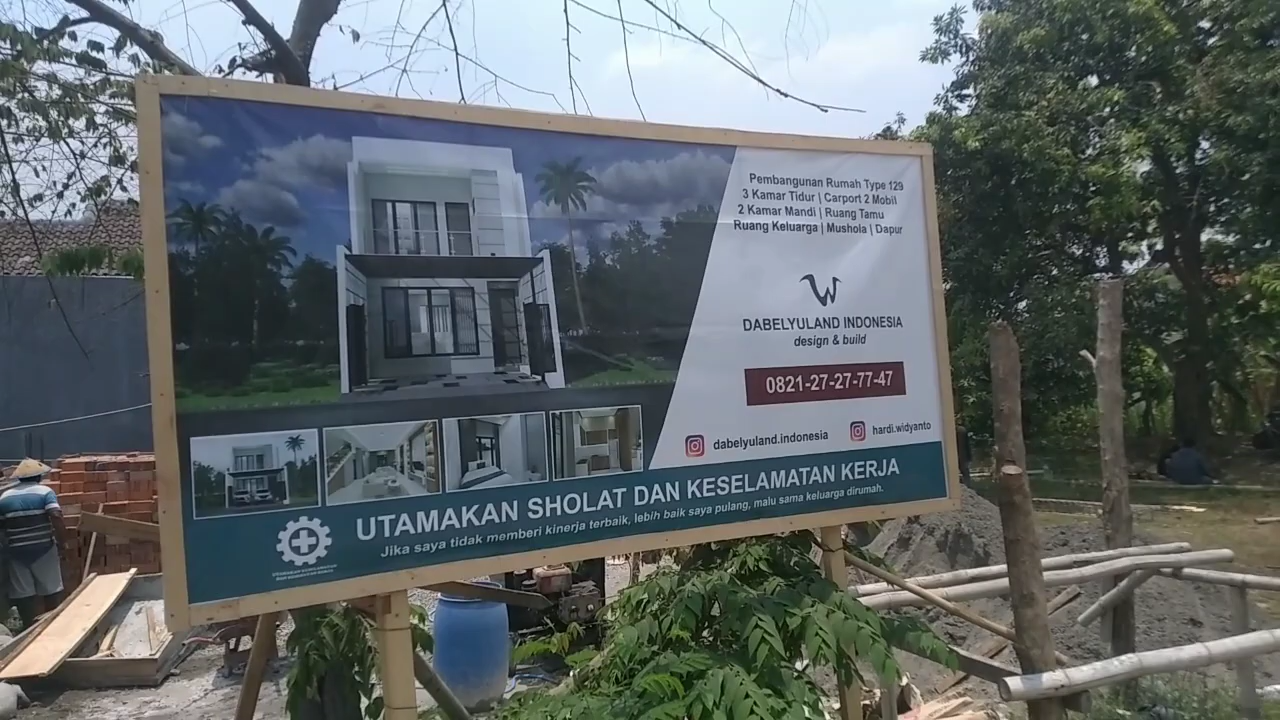 Pembangunan Rumah Type 129
3 Kamar Tidur | Carport 2 Mobil
2 Kamar Mandi | Ruang Tamu
Ruang Keluarga | Mushola | Dapur
DABELYULAND INDONESIA
design & build
0821-27-27-77-47
dabelyuland.indonesia
hardi.widyanto
UTAMAKAN SHOLAT DAN KESELAMATAN KERJA
Jika saya tidak memberi kinerja terbaik, lebih baik saya pulang, malu sama keluarga dirumah.